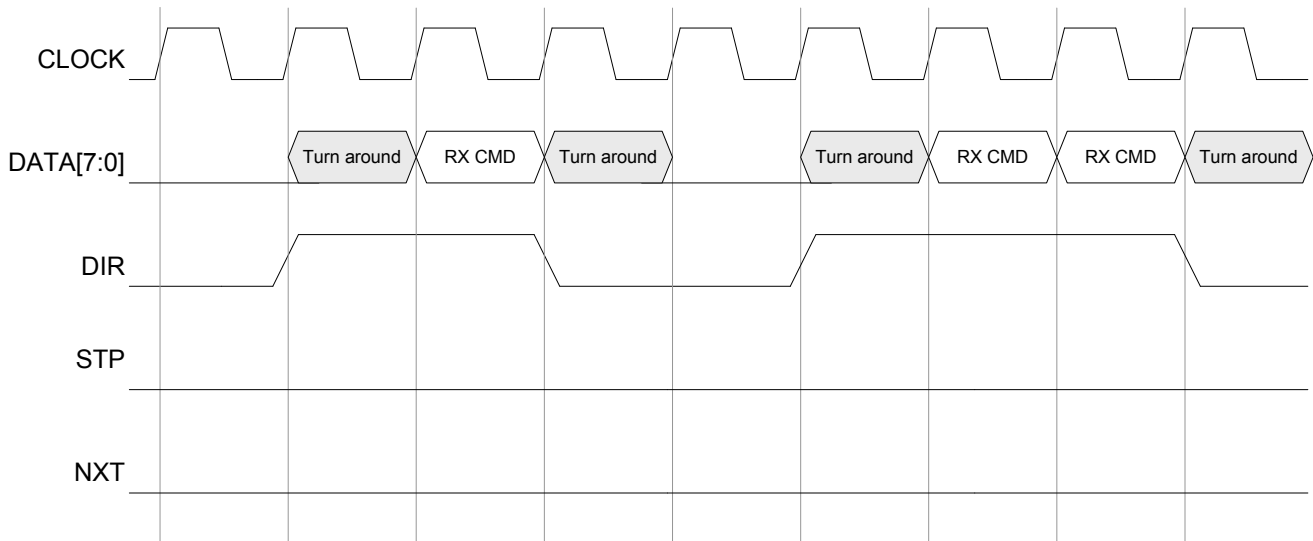 CLOCK
DATA[7:0] Turn around RX CMD Turn around Turn around RX CMD RX CMD Turn around
DIR
STP
NXT